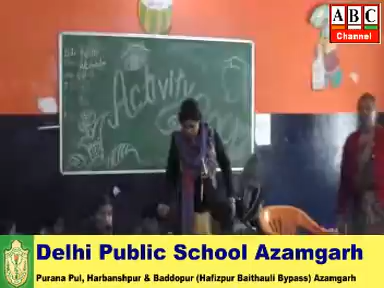 ABC
Channel
Activity
Delhi Public School Azamgarh
Purana Pul, Harbanshpur & Baddopur (Hafizpur Baithauli Bypass) Azamgarh